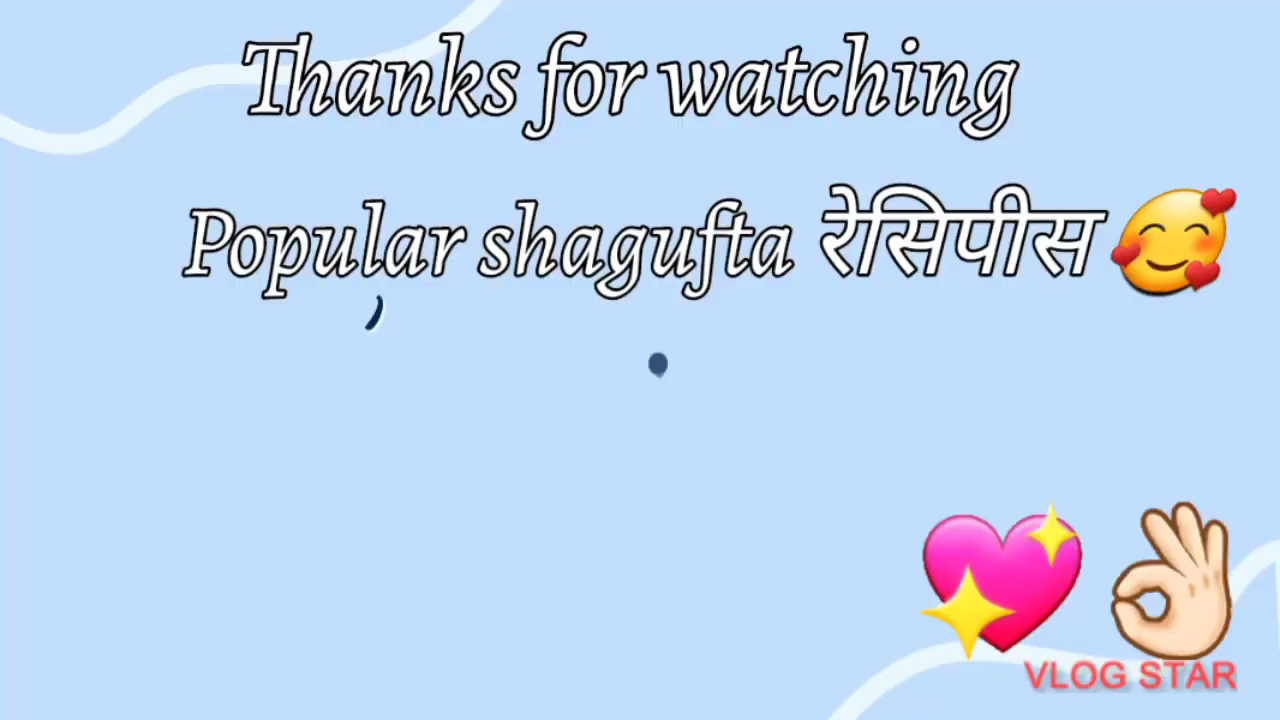 Thanks for watching
Popular shagufta रेसिपीस🥰
VLOG STAR